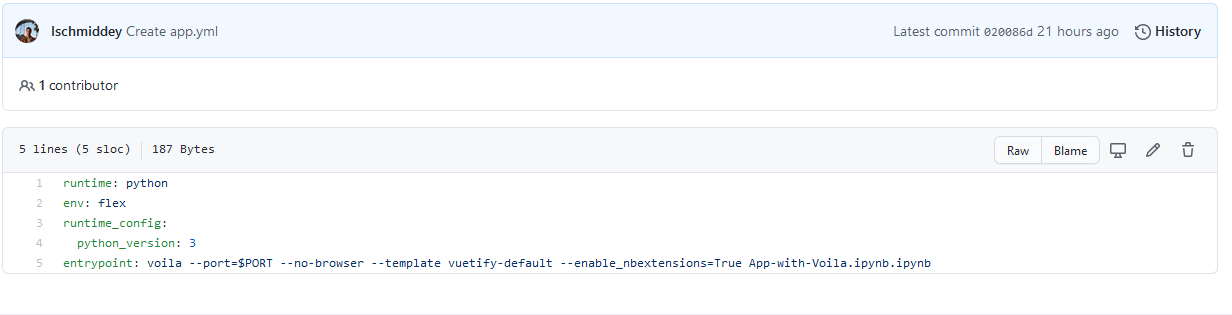 lschmiddey Create app.yml Latest commit 020086d 21 hours ago History
1 contributor
5 lines (5 sloc) 187 Bytes Raw Blame
1 runtime: python
2 env: flex
3 runtime_config:
4 python_version: 3
5 entrypoint: voila --port=$PORT --no-browser --template vuetify-default --enable_nbextensions=True App-with-Voila.ipynb.ipynb